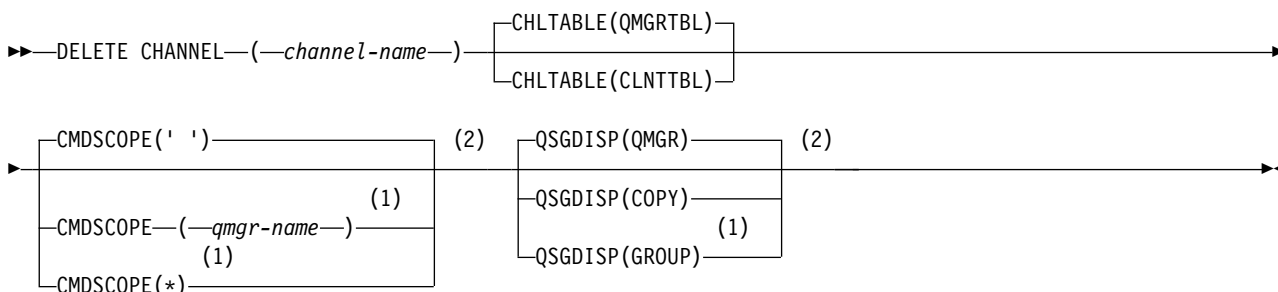 CHLTABLE(QMGRTBL)
DELETE CHANNEL ( channel-name )
CHLTABLE(CLNTTBL)
CMDSCOPE(' ') (2) QSGDISP(QMGR) (2)
QSGDISP(COPY)
(1)
CMDSCOPE ( qmgr-name ) (1)
(1) QSGDISP(GROUP)
CMDSCOPE(*)